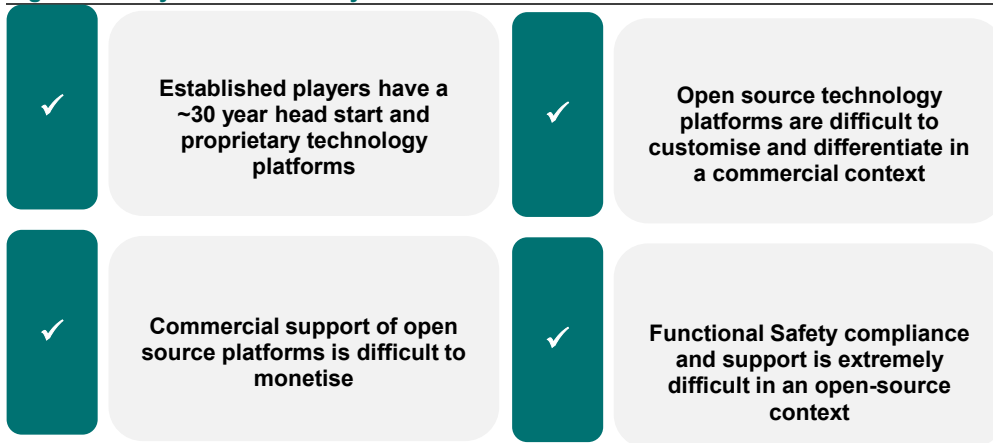 Established players have a
~30 year head start and
proprietary technology
platforms
Open source technology
platforms are difficult to
customise and differentiate in
a commercial context
Commercial support of open
source platforms is difficult to
monetise
Functional Safety compliance
and support is extremely
difficult in an open-source
context